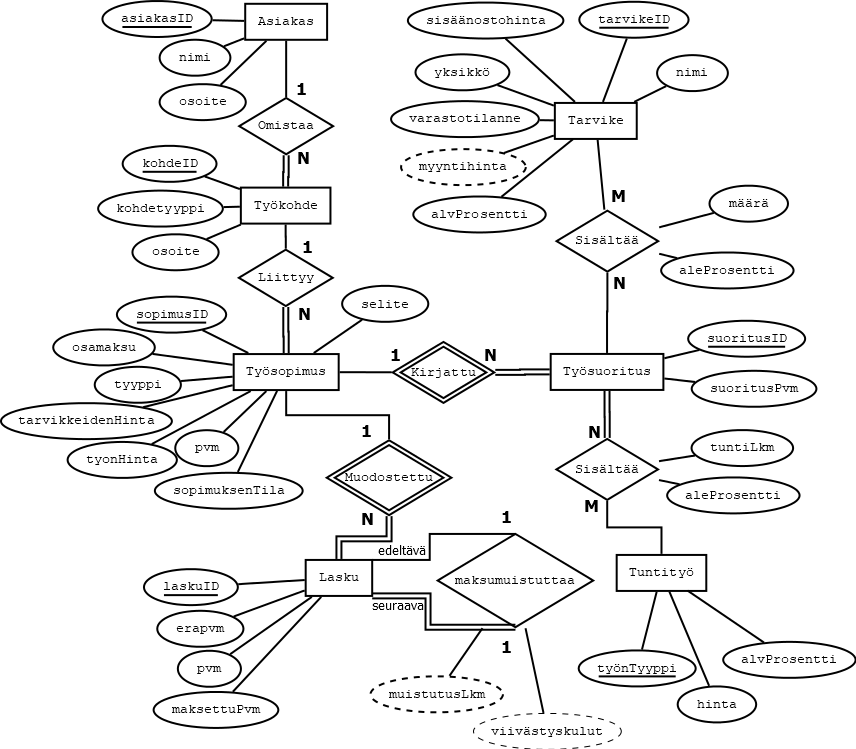 asiakasID
Asiakas
nimi
osoite
1
Omistaa
N
kohdeID
Työkohde
kohdetyyppi
osoite
1
Liittyy
N
sopimusID
selite
osamaksu
Työsopimus
tyyppi
tarvikkeidenHinta
tyonHinta
pvm
sopimuksenTila
1
Kirjattu
N
sisäänostohinta
tarvikeID
yksikkö
nimi
varastotilanne
Tarvike
myyntihinta
alvProsentti
M
määrä
Sisältää
aleProsentti
N
suoritusID
Työsuoritus
suoritusPvm
N
tuntiLkm
Sisältää
aleProsentti
M
Tuntityö
työnTyyppi
hinta
alvProsentti
1
Muodostettu
N
edeltävä
1
Lasku
maksumuistuttaa
seuraava
1
laskuID
erapvm
pvm
maksettuPvm
muistutusLkm
viivästyskulut